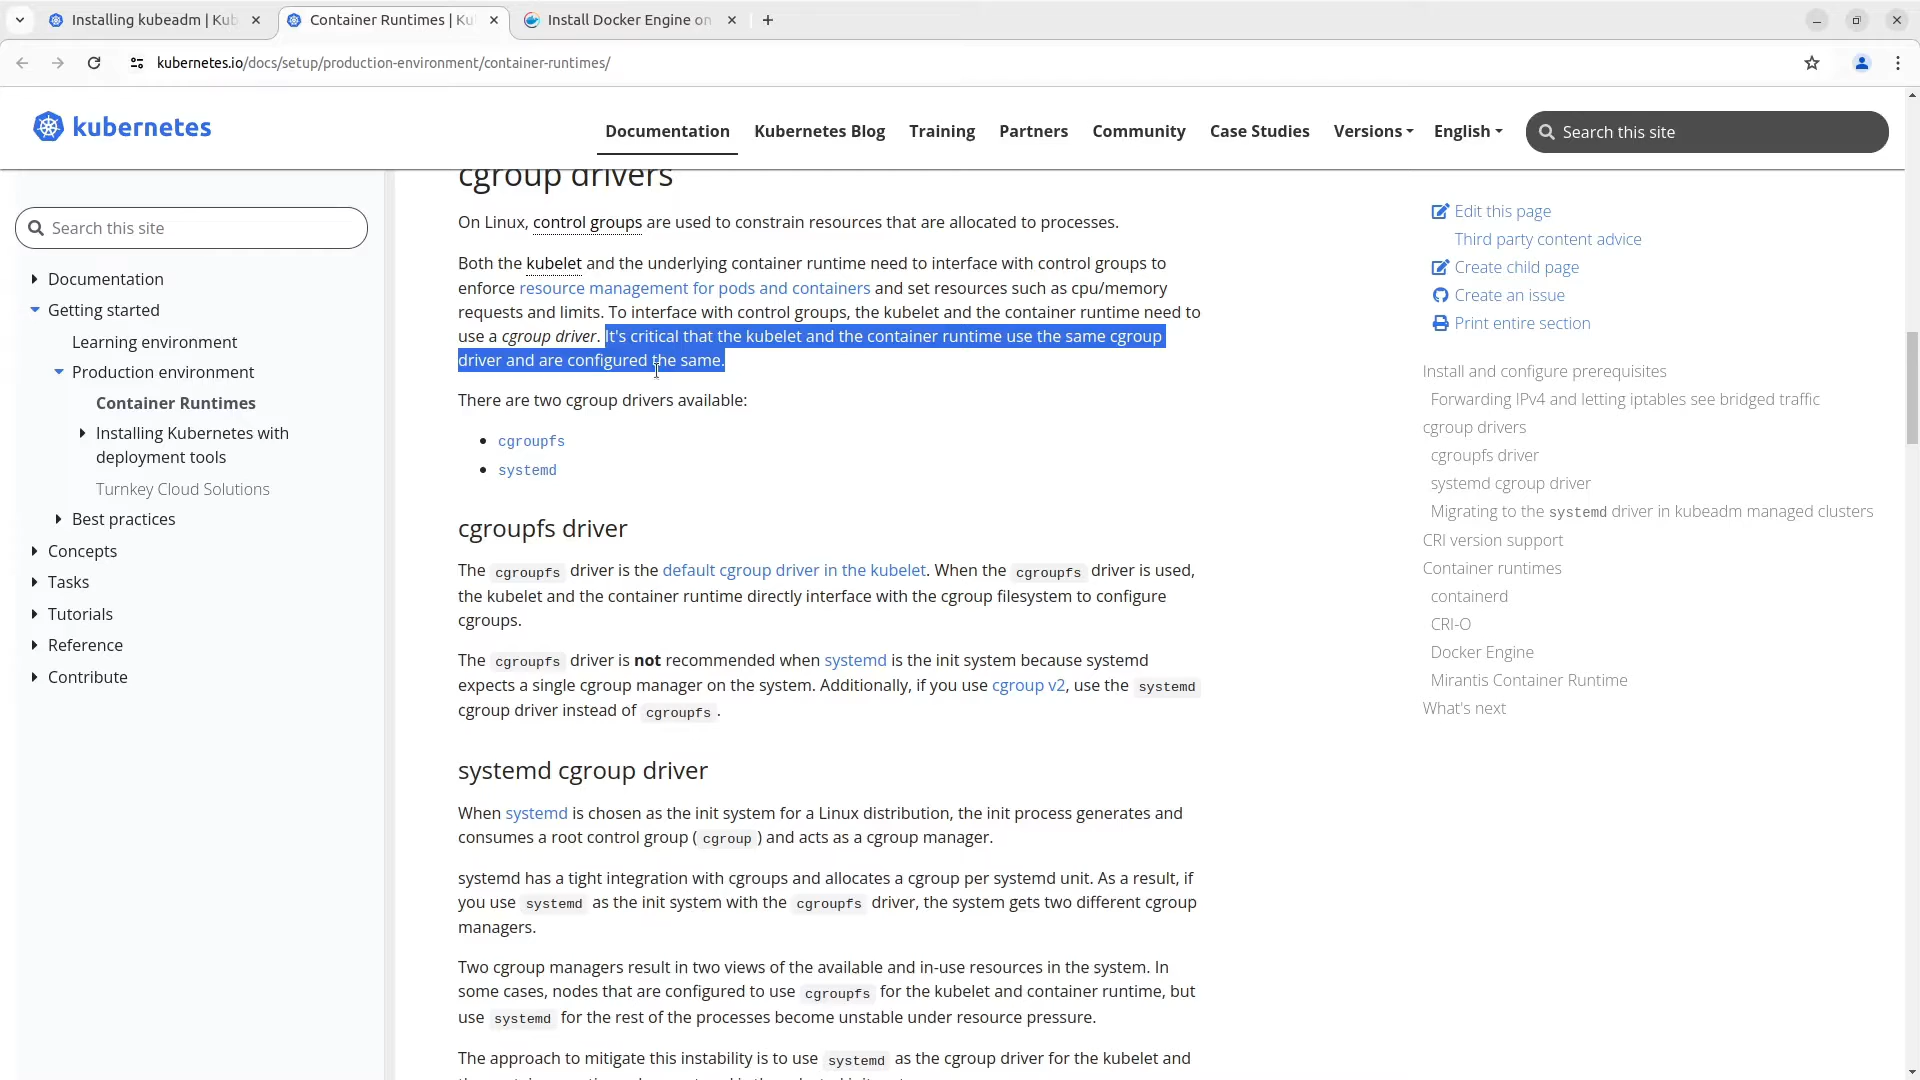 Installing kubeadm | Kub
Container Runtimes | Ku
Install Docker Engine on
kubernetes.io/docs/setup/production-environment/container-runtimes/
kubernetes
Documentation
Kubernetes Blog
Training
Partners
Community
Case Studies
Versions
English
Search this site
Search this site
Documentation
Getting started
Learning environment
Production environment
Container Runtimes
Installing Kubernetes with
deployment tools
Turnkey Cloud Solutions
Best practices
Concepts
Tasks
Tutorials
Reference
Contribute
cgroup drivers
On Linux, control groups are used to constrain resources that are allocated to processes.
Both the kubelet and the underlying container runtime need to interface with control groups to
enforce resource management for pods and containers and set resources such as cpu/memory
requests and limits. To interface with control groups, the kubelet and the container runtime need to
use a cgroup driver. It's critical that the kubelet and the container runtime use the same cgroup
driver and are configured the same.
There are two cgroup drivers available:
• cgroupfs
• systemd
cgroupfs driver
The cgroupfs driver is the default cgroup driver in the kubelet. When the cgroupfs driver is used,
the kubelet and the container runtime directly interface with the cgroup filesystem to configure
cgroups.
The cgroupfs driver is not recommended when systemd is the init system because systemd
expects a single cgroup manager on the system. Additionally, if you use cgroup v2, use the systemd
cgroup driver instead of cgroupfs.
systemd cgroup driver
When systemd is chosen as the init system for a Linux distribution, the init process generates and
consumes a root control group (cgroup) and acts as a cgroup manager.
systemd has a tight integration with cgroups and allocates a cgroup per systemd unit. As a result, if
you use systemd as the init system with the cgroupfs driver, the system gets two different cgroup
managers.
Two cgroup managers result in two views of the available and in-use resources in the system. In
some cases, nodes that are configured to use cgroupfs for the kubelet and container runtime, but
use systemd for the rest of the processes become unstable under resource pressure.
The approach to mitigate this instability is to use systemd as the cgroup driver for the kubelet and
Edit this page
Third party content advice
Create child page
Create an issue
Print entire section
Install and configure prerequisites
Forwarding IPv4 and letting iptables see bridged traffic
cgroup drivers
cgroupfs driver
systemd cgroup driver
Migrating to the systemd driver in kubeadm managed clusters
CRI version support
Container runtimes
containerd
CRI-O
Docker Engine
Mirantis Container Runtime
What's next